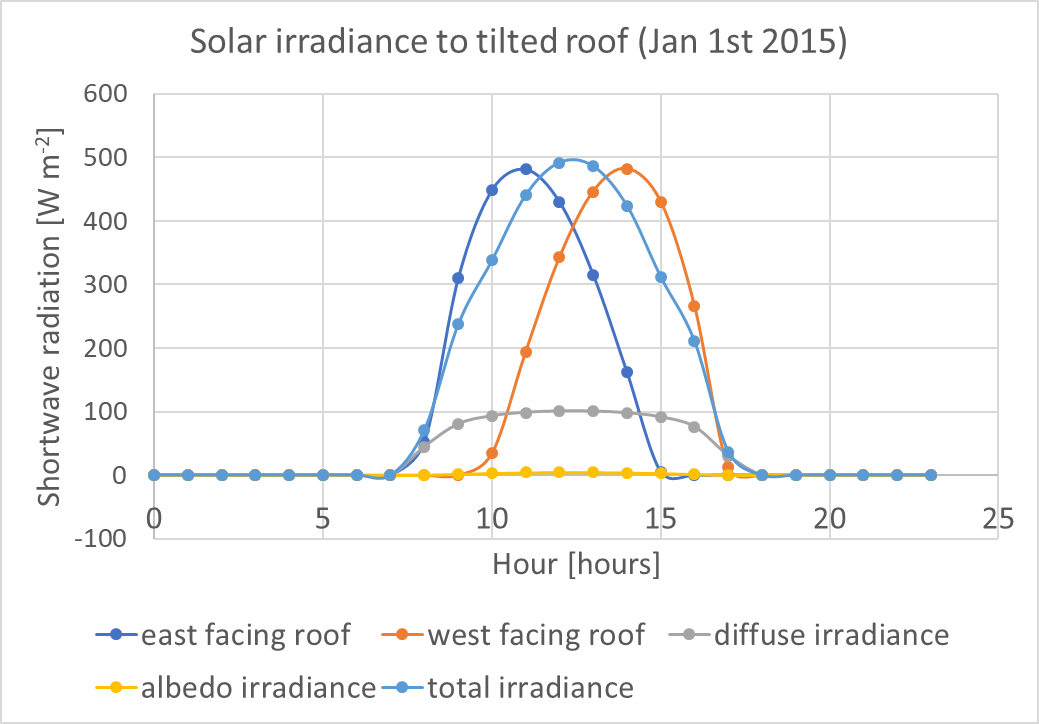 Solar irradiance to tilted roof (Jan 1st 2015)
600
500
400
300
200
100
0
-100
Shortwave radiation [W m-2]
0 5 10 15 20 25
Hour [hours]
east facing roof west facing roof diffuse irradiance
albedo irradiance total irradiance